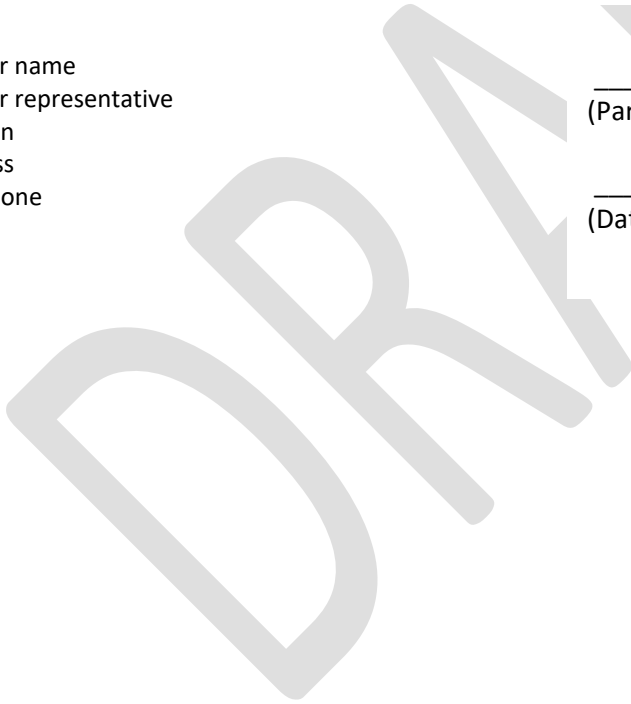 r name
r representative
n
ss
one
(Par
(Dat
DRA